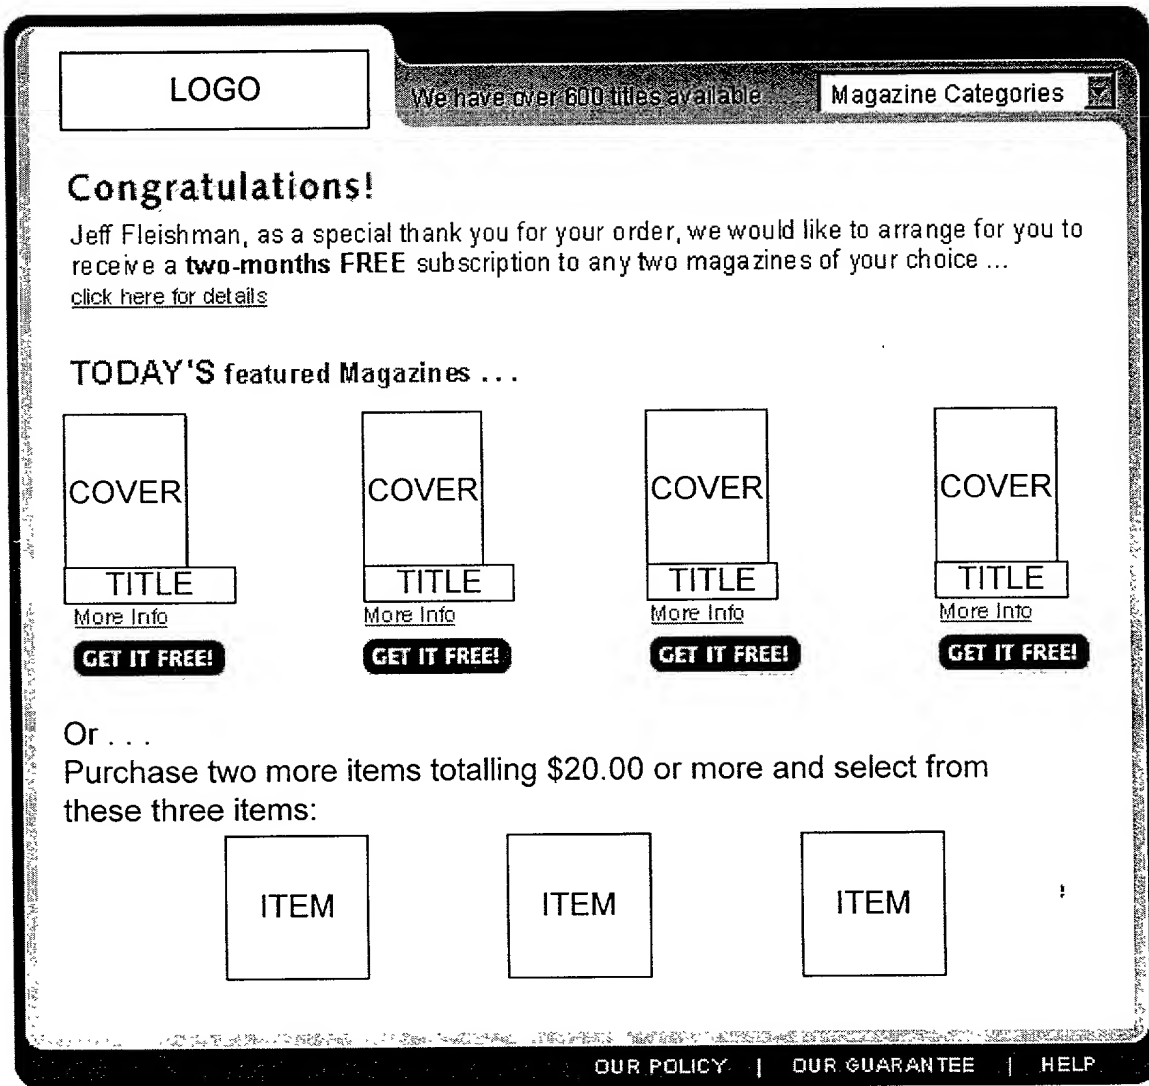 LOGO
We have over 600 titles available...
Magazine Categories
Congratulations!
Jeff Fleishman, as a special thank you for your order, we would like to arrange for you to
receive a two-months FREE subscription to any two magazines of your choice ...
click here for details
TODAY'S featured Magazines ...
COVER COVER COVER COVER
TITLE TITLE TITLE TITLE
More Info More Info More Info More Info
GET IT FREE! GET IT FREE! GET IT FREE! GET IT FREE!
Or . . .
Purchase two more items totalling $20.00 or more and select from
these three items:
ITEM ITEM ITEM
OUR POLICY | OUR GUARANTEE | HELP